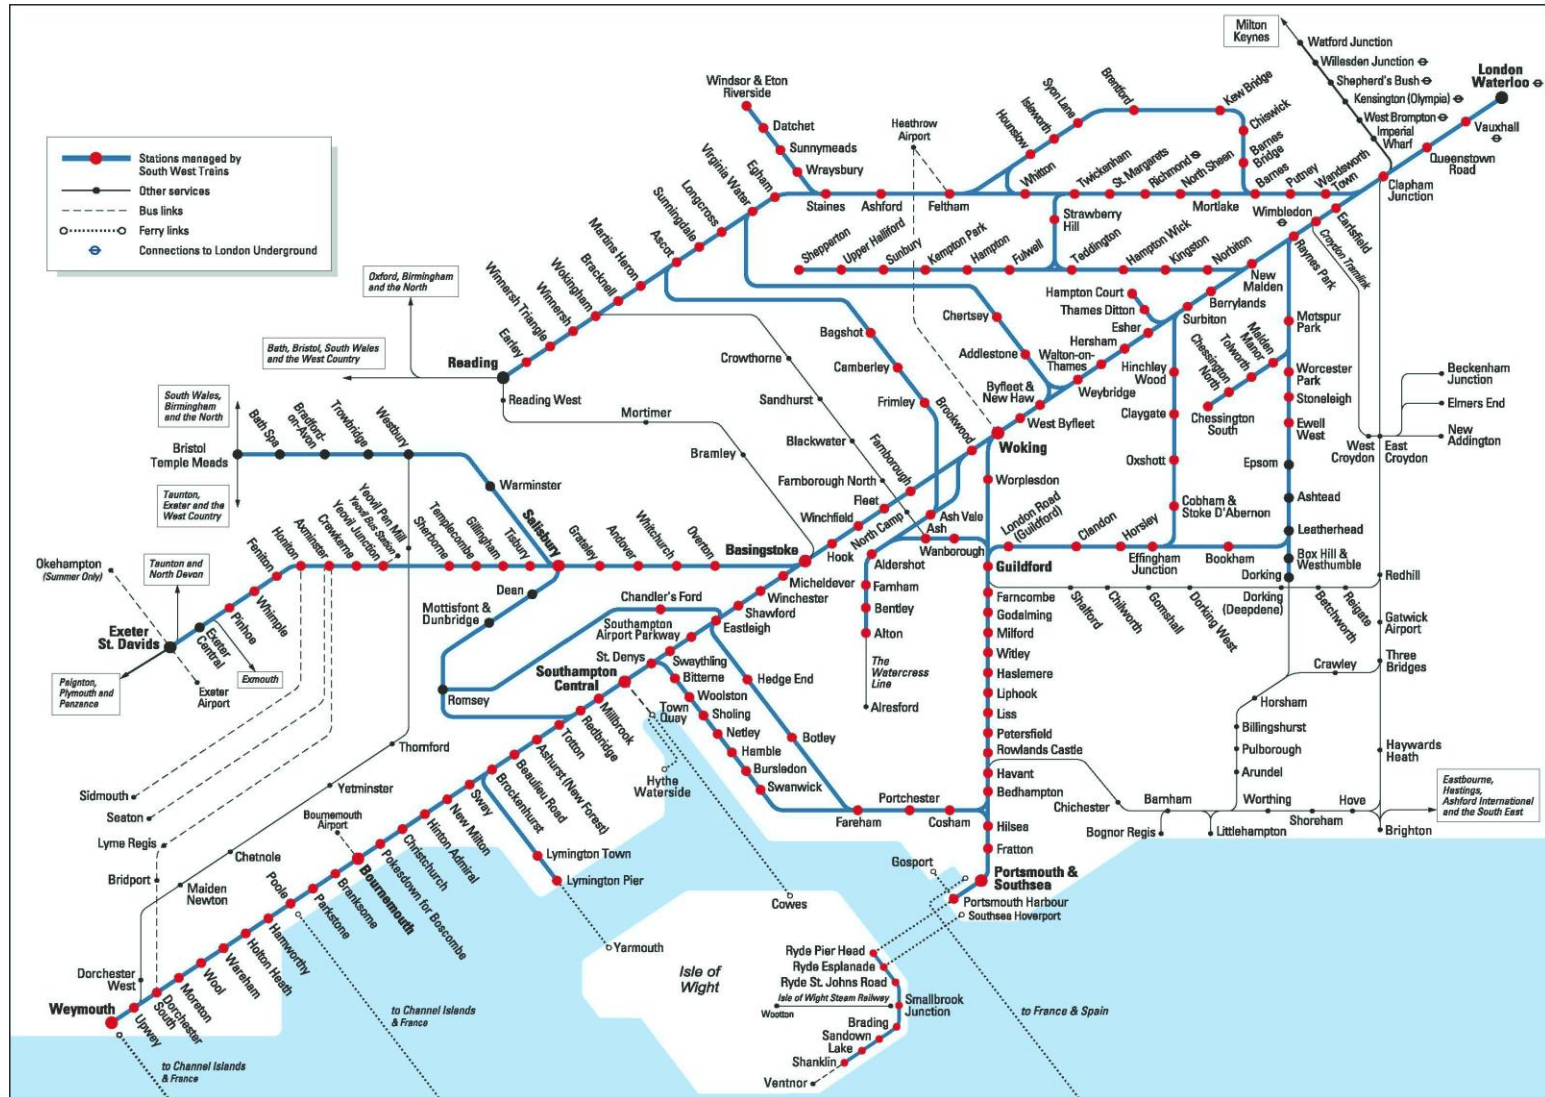 Milton
Keynes
Watford Junction
Willesden Junction
Shepherd's Bush
Kensington (Olympia)
West Brompton
Imperial
Wharf
London
Waterloo
Vauxhall
Queenstown
Road
Clapham
Junction
Windsor & Eton
Riverside
Datchet
Sunnymeads
Wraysbury
Heathrow
Airport
Hounslow
Isleworth
Syon Lane
Brentford
Kew Bridge
Chiswick
Barnes
Bridge
Stations managed by
South West Trains
Other services
Bus links
Ferry links
Connections to London Underground
Staines
Ashford
Feltham
Whitton
Twickenham
St. Margarets
Richmond
North Sheen
Mortlake
Barnes
Putney
Wandsworth
Town
Earlsfield
Wimbledon
Croydon Tramlink
Raynes Park
Strawberry
Hill
Shepperton
Upper Halliford
Sunbury
Kempton Park
Hampton
Fulwell
Teddington
Hampton Wick
Kingston
Norbiton
New
Malden
Berrylands
Surbiton
Hampton Court
Thames Ditton
Esher
Hersham
Walton-on-
Thames
Weybridge
Byfleet
& New Haw
West Byfleet
Woking
Chertsey
Addlestone
Egham
Virginia Water
Longcross
Sunningdale
Ascot
Martins Heron
Bracknell
Wokingham
Winnersh
Winnersh Triangle
Earley
Reading
Oxford, Birmingham
and the North
Bath, Bristol, South Wales
and the West Country
Reading West
Mortimer
Bramley
Crowthorne
Sandhurst
Blackwater
Farnborough North
North Camp
Bagshot
Camberley
Frimley
Brookwood
Farnborough
Fleet
Winchfield
Hook
Basingstoke
Ash Vale
Ash
Wanborough
Aldershot
Farnham
Bentley
Alton
The
Watercress
Line
Alresford
Motspur
Park
Malden
Manor
Tolworth
Chessington
North
Chessington
South
Worcester
Park
Stoneleigh
Ewell
West
Epsom
Ashtead
Leatherhead
Box Hill &
Westhumble
Dorking
Hinchley
Wood
Claygate
Oxshott
Cobham &
Stoke D'Abernon
Worplesdon
London Road
(Guildford)
Clandon
Horsley
Effingham
Junction
Bookham
Guildford
Beckenham
Junction
Elmers End
New
Addington
West
Croydon
East
Croydon
Shalford
Chilworth
Gomshall
Dorking West
Dorking
(Deepdene)
Betchworth
Reigate
Redhill
Gatwick
Airport
Three
Bridges
Crawley
Horsham
Billingshurst
Pulborough
Arundel
Haywards
Heath
Eastbourne,
Hastings,
Ashford International
and the South East
Barnham
Worthing
Shoreham
Hove
Chichester
Bognor Regis
Littlehampton
Brighton
South Wales,
Birmingham
and the North
Bristol
Temple Meads
Bath Spa
Bradford-
on-Avon
Trowbridge
Westbury
Taunton,
Exeter and the
West Country
Warminster
Salisbury
Okehampton
(Summer Only)
Taunton and
North Devon
Exeter
St. Davids
Exeter
Central
Pinhoe
Whimple
Feniton
Honiton
Axminster
Crewkerne
Yeovil Junction
Yeovil Bus Station
Yeovil Pen Mill
Sherborne
Templecombe
Gillingham
Tisbury
Grateley
Andover
Whitchurch
Overton
Paignton,
Plymouth and
Penzance
Exmouth
Exeter
Airport
Dean
Mottisfont &
Dunbridge
Romsey
Chandler's Ford
Micheldever
Winchester
Shawford
Eastleigh
Southampton
Airport Parkway
Swaythling
St. Denys
Southampton
Central
Millbrook
Redbridge
Totton
Ashurst (New Forest)
Beaulieu Road
Brockenhurst
Sway
New Milton
Hinton Admiral
Christchurch
Pokesdown for Boscombe
Bournemouth
Branksome
Parkstone
Poole
Hamworthy
Holton Heath
Wareham
Wool
Moreton
Dorchester
South
Upwey
Weymouth
Dorchester
West
Maiden
Newton
Chetnole
Yetminster
Thornford
Sidmouth
Seaton
Lyme Regis
Bridport
Bournemouth
Airport
Lymington Town
Lymington Pier
Yarmouth
Town
Quay
Hythe
Waterside
Cowes
Bitterne
Woolston
Sholing
Netley
Hamble
Bursledon
Swanwick
Hedge End
Botley
Fareham
Portchester
Cosham
Farncombe
Godalming
Milford
Witley
Haslemere
Liphook
Liss
Petersfield
Rowlands Castle
Havant
Bedhampton
Hilsea
Fratton
Portsmouth &
Southsea
Portsmouth Harbour
Southsea Hoverport
Gosport
Isle of
Wight
Ryde Pier Head
Ryde Esplanade
Ryde St. Johns Road
Isle of Wight Steam Railway
Wootton
Smallbrook
Junction
Brading
Sandown
Lake
Shanklin
Ventnor
to France & Spain
to Channel Islands
& France
to Channel Islands
& France